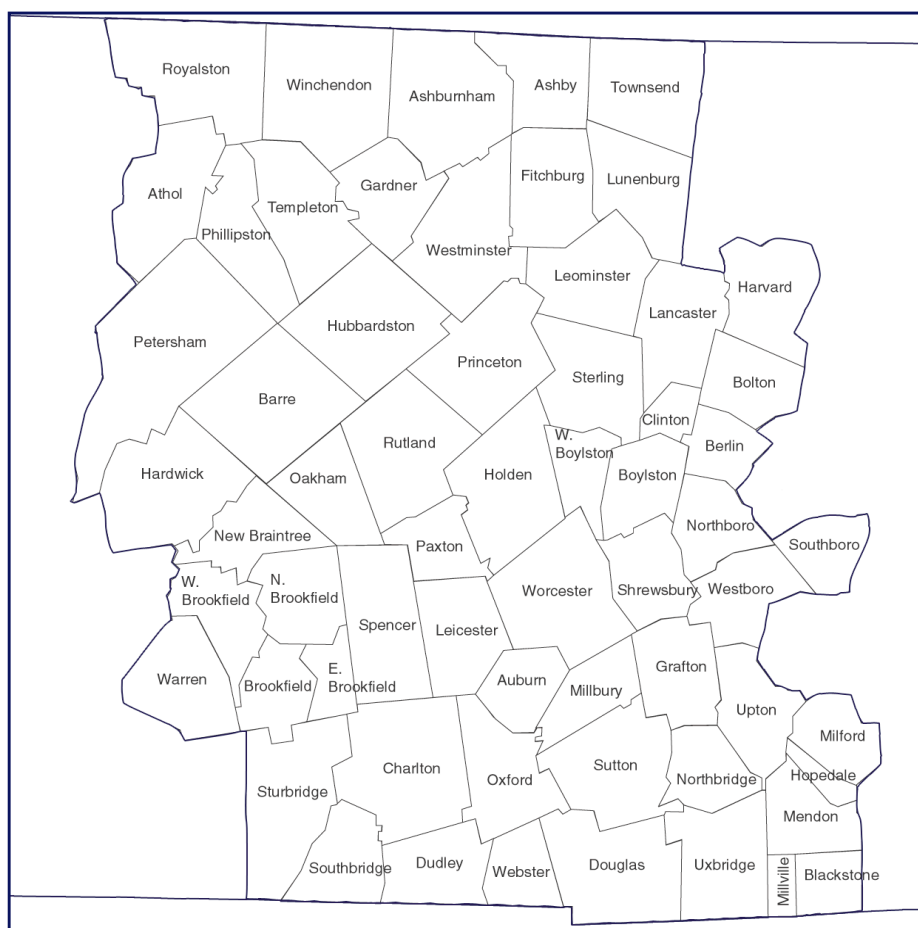 Royalston
Winchendon
Ashburnham
Ashby
Townsend
Athol
Phillipston
Templeton
Gardner
Westminster
Fitchburg
Lunenburg
Leominster
Lancaster
Harvard
Petersham
Hubbardston
Princeton
Sterling
Bolton
Barre
Clinton
Hardwick
Oakham
Rutland
Holden
W.
Boylston
Boylston
Berlin
New Braintree
Paxton
Northboro
Southboro
W.
Brookfield
N.
Brookfield
Spencer
Leicester
Worcester
Shrewsbury
Westboro
Warren
Brookfield
E.
Brookfield
Auburn
Millbury
Grafton
Upton
Milford
Sturbridge
Charlton
Oxford
Sutton
Northbridge
Hopedale
Mendon
Southbridge
Dudley
Webster
Douglas
Uxbridge
Millville
Blackstone